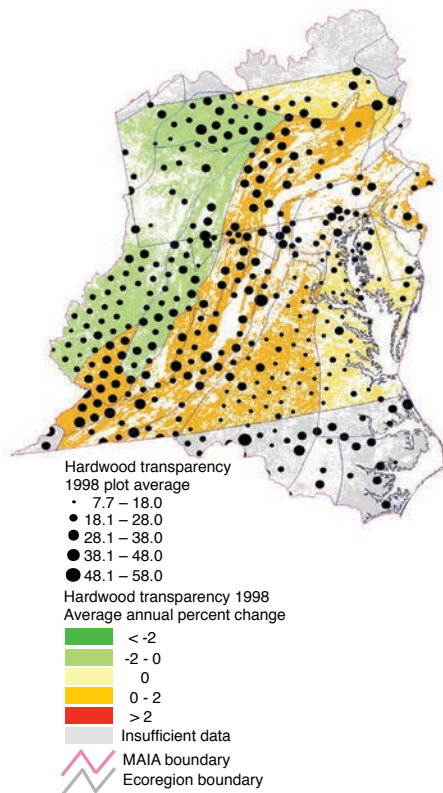 Hardwood transparency
1998 plot average
7.7 – 18.0
18.1 – 28.0
28.1 – 38.0
38.1 – 48.0
48.1 – 58.0
Hardwood transparency 1998
Average annual percent change
< -2
-2 - 0
0
0 - 2
> 2
Insufficient data
MAIA boundary
Ecoregion boundary